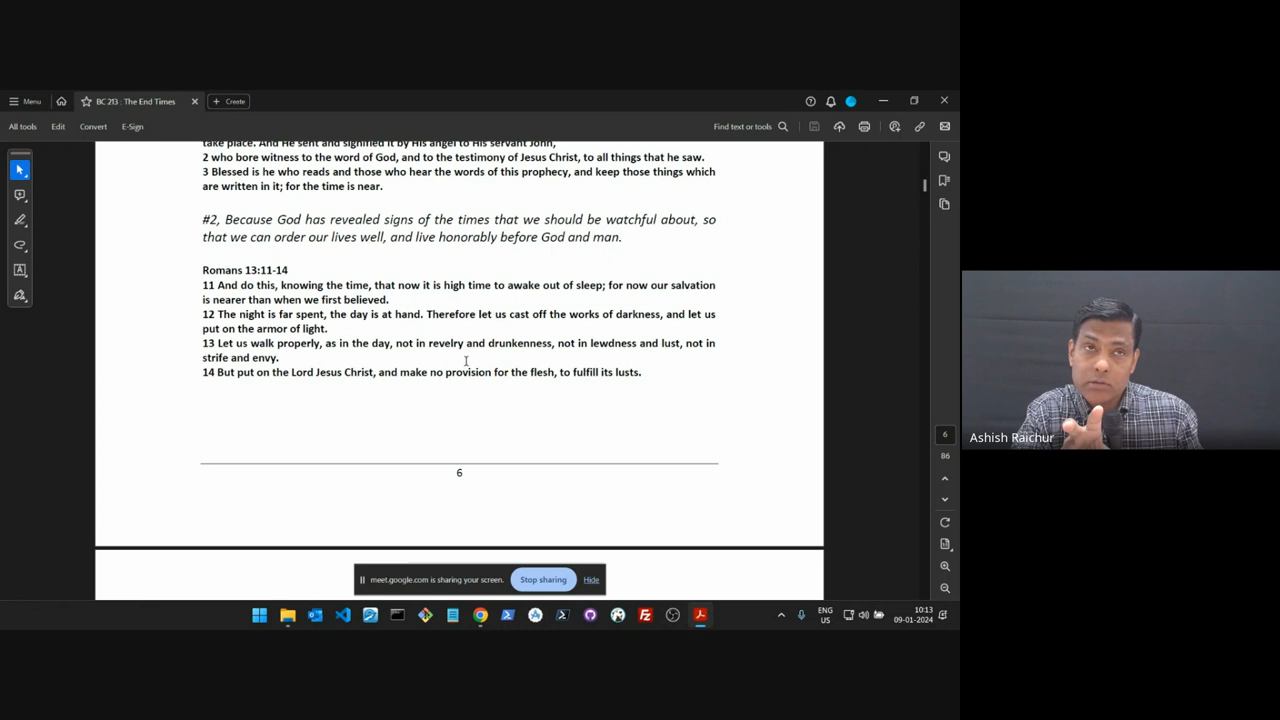 Menu
BC 213 : The End Times
Create
All tools
Edit
Convert
E-Sign
Find text or tools
take place. And He sent and signified it by His angel to His servant John,
2 who bore witness to the word of God, and to the testimony of Jesus Christ, to all things that he saw.
3 Blessed is he who reads and those who hear the words of this prophecy, and keep those things which
are written in it; for the time is near.
#2, Because God has revealed signs of the times that we should be watchful about, so
that we can order our lives well, and live honorably before God and man.
Romans 13:11-14
11 And do this, knowing the time, that now it is high time to awake out of sleep; for now our salvation
is nearer than when we first believed.
12 The night is far spent, the day is at hand. Therefore let us cast off the works of darkness, and let us
put on the armor of light.
13 Let us walk properly, as in the day, not in revelry and drunkenness, not in lewdness and lust, not in
strife and envy.
14 But put on the Lord Jesus Christ, and make no provision for the flesh, to fulfill its lusts.
6
6
86
Ashish Raichur
meet.google.com is sharing your screen.
Stop sharing
Hide
ENG
US
10:13
09-01-2024